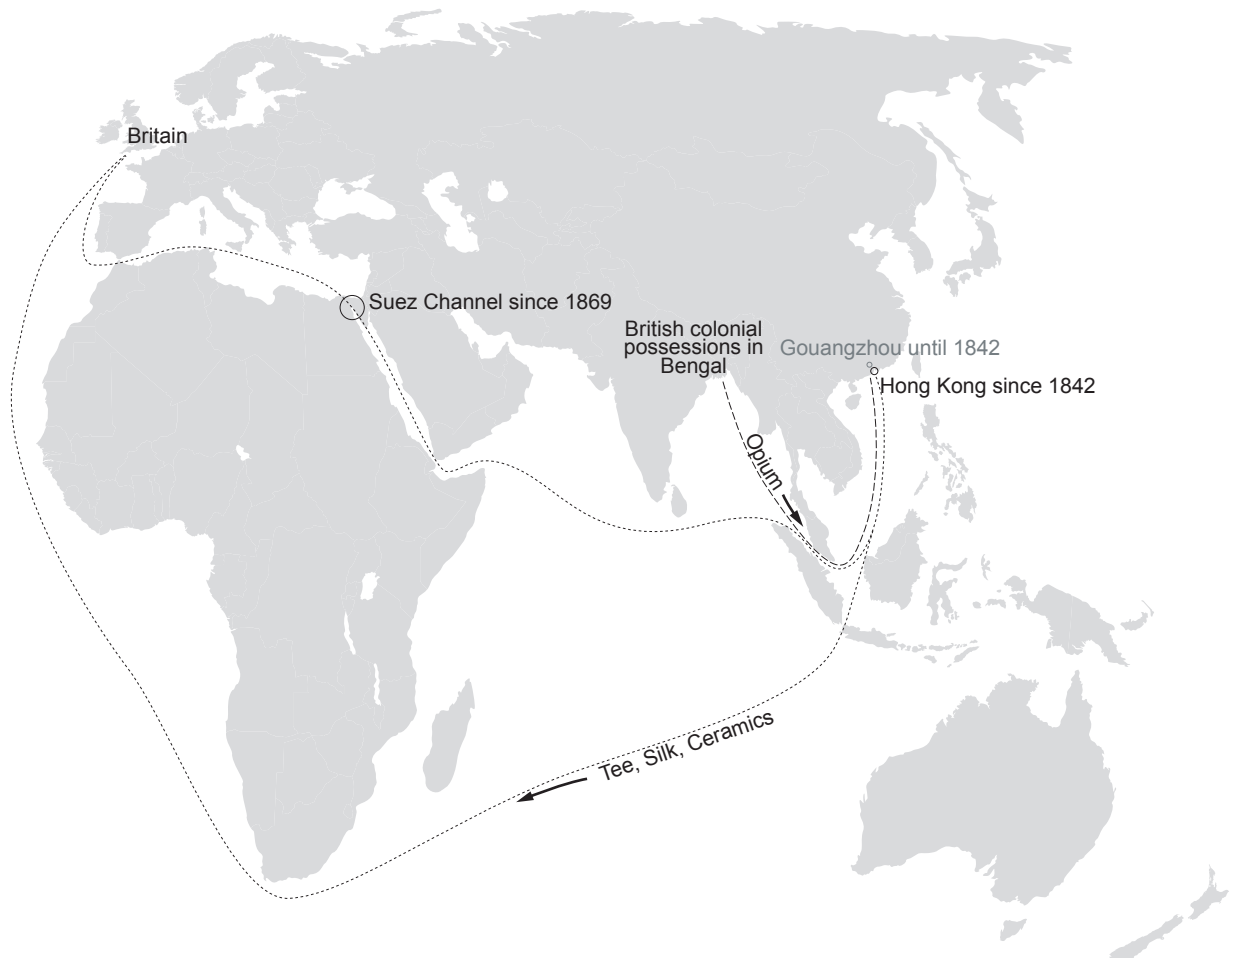 Britain
Suez Channel since 1869
British colonial
possessions in
Bengal
Gouangzhou until 1842
Hong Kong since 1842
Opium
Tee, Silk, Ceramics